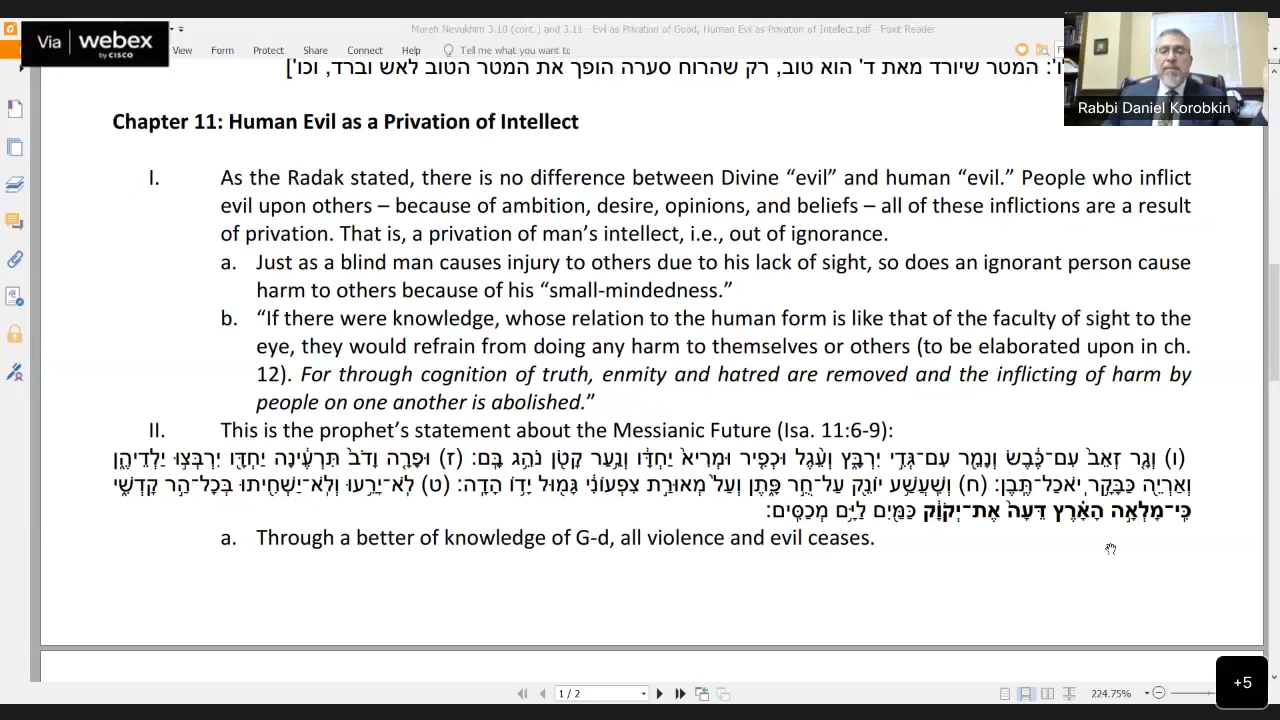 Moreh Nevukhim 3.10 (cont.) and 3.11 - Evil as Privation of Good, Human Evil as Privation of Intellect.pdf - Foxit Reader
Via webex
by CISCO
View Form Protect Share Connect Help Tell me what you want to
Rabbi Daniel Korobkin
ו': המטר שיורד מאת ד' הוא טוב, רק שהרוח סערה הופך את המטר הטוב לאש וברד, וכו']
Chapter 11: Human Evil as a Privation of Intellect
I. As the Radak stated, there is no difference between Divine “evil” and human “evil.” People who inflict
evil upon others – because of ambition, desire, opinions, and beliefs – all of these inflictions are a result
of privation. That is, a privation of man’s intellect, i.e., out of ignorance.
a. Just as a blind man causes injury to others due to his lack of sight, so does an ignorant person cause
harm to others because of his “small-mindedness.”
b. “If there were knowledge, whose relation to the human form is like that of the faculty of sight to the
eye, they would refrain from doing any harm to themselves or others (to be elaborated upon in ch.
12). For through cognition of truth, enmity and hatred are removed and the inflicting of harm by
people on one another is abolished.”
II. This is the prophet’s statement about the Messianic Future (Isa. 11:6-9):
(ו) וְגָ֤ר זְאֵב֙ עִם־כֶּ֔בֶשׂ וְנָמֵ֖ר עִם־גְּדִ֣י יִרְבָּ֑ץ וְעֵ֨גֶל וּכְפִ֤יר וּמְרִיא֙ יַחְדָּ֔ו וְנַ֥עַר קָטֹ֖ן נֹהֵ֥ג בָּֽם: (ז) וּפָרָ֤ה וָדֹב֙ תִּרְעֶ֔ינָה יַחְדָּ֖ו יִרְבְּצ֣וּ יַלְדֵיהֶ֑ן
וְאַרְיֵ֖ה כַּבָּקָ֥ר יֹֽאכַל־תֶּֽבֶן: (ח) וְשִֽׁעֲשַׁ֥ע יוֹנֵ֖ק עַל־חֻ֣ר פָּ֑תֶן וְעַל֙ מְאוּרַ֣ת צִפְעוֹנִ֔י גָּמ֖וּל יָד֥וֹ הָדָֽה: (ט) לֹֽא־יָרֵ֥עוּ וְלֹֽא־יַשְׁחִ֖יתוּ בְּכָל־הַ֣ר קָדְשִׁ֑י
כִּֽי־מָלְאָ֣ה הָאָ֗רֶץ דֵּעָה֙ אֶת־יְקֹוָ֔ק כַּמַּ֖יִם לַיָּ֥ם מְכַסִּֽים:
a. Through a better of knowledge of G-d, all violence and evil ceases.
1 / 2
224.75%
+5